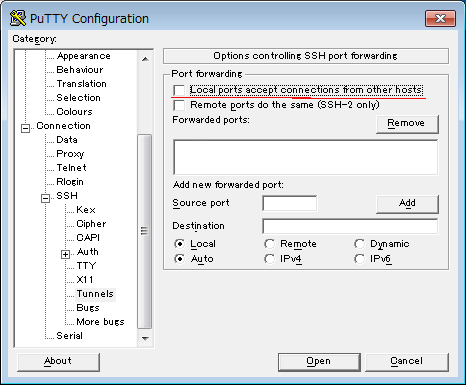 PuTTY Configuration
Category:
Appearance
Behaviour
Translation
Selection
Colours
Connection
Data
Proxy
Telnet
Rlogin
SSH
Kex
Cipher
CAPI
Auth
TTY
X11
Tunnels
Bugs
More bugs
Serial
Options controlling SSH port forwarding
Port forwarding
Local ports accept connections from other hosts
Remote ports do the same (SSH-2 only)
Forwarded ports:
Remove
Add new forwarded port:
Source port
Add
Destination
Local Remote Dynamic
Auto IPv4 IPv6
About
Open
Cancel